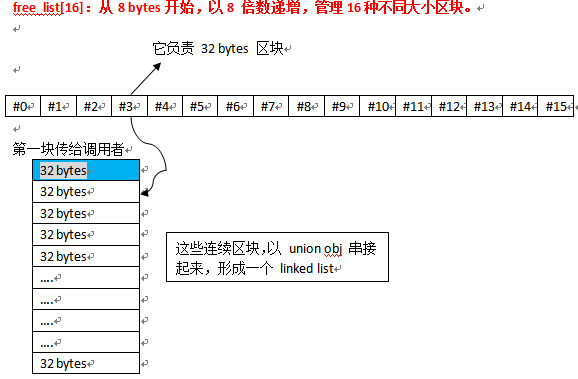 free_list[16]：从 8 bytes 开始，以 8 倍数递增，管理 16 种不同大小区块。
它负责 32 bytes 区块
#0 #1 #2 #3 #4 #5 #6 #7 #8 #9 #10 #11 #12 #13 #14 #15
第一块传给调用者
32 bytes
32 bytes
32 bytes
32 bytes
32 bytes
....
....
....
....
32 bytes
这些连续区块，以 union obj 串接
起来，形成一个 linked list